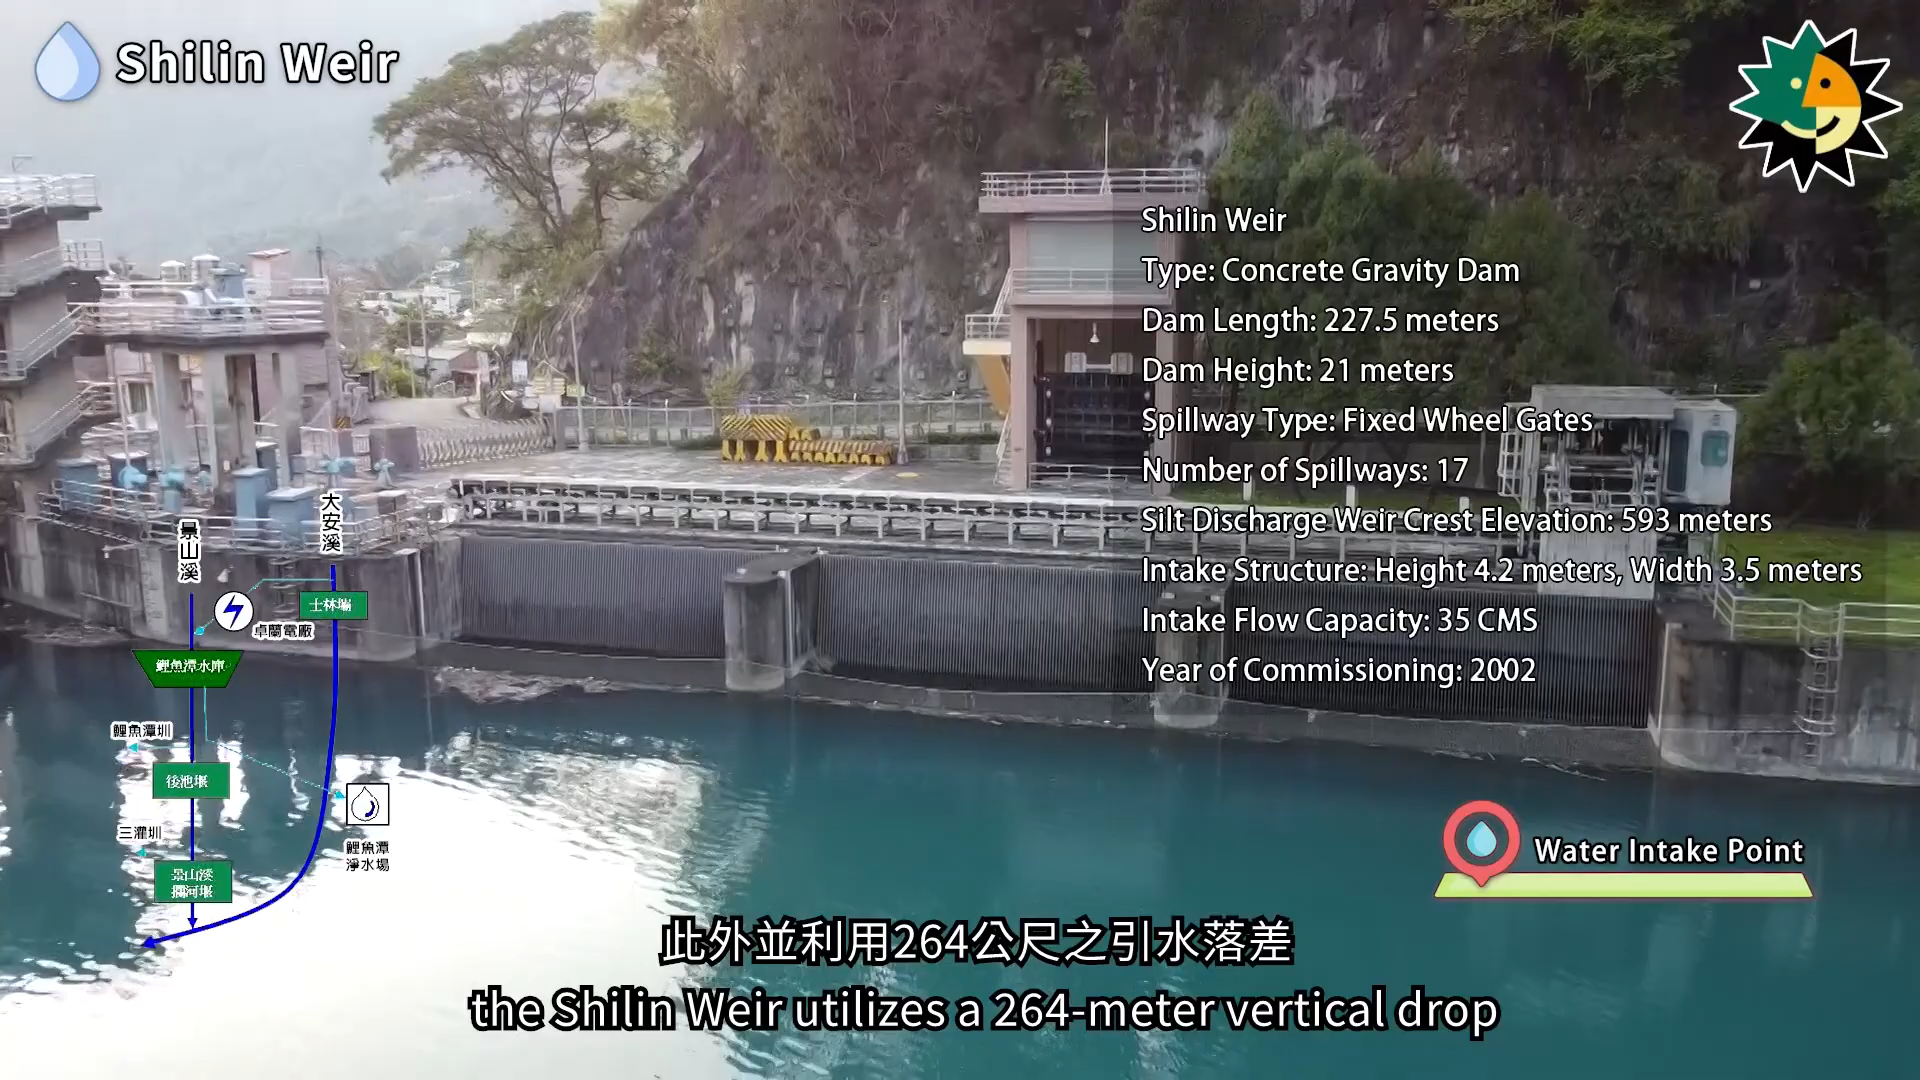 Shilin Weir
Shilin Weir
Type: Concrete Gravity Dam
Dam Length: 227.5 meters
Dam Height: 21 meters
Spillway Type: Fixed Wheel Gates
Number of Spillways: 17
Silt Discharge Weir Crest Elevation: 593 meters
Intake Structure: Height 4.2 meters, Width 3.5 meters
Intake Flow Capacity: 35 CMS
Year of Commissioning: 2002
景山溪
大安溪
士林堰
卓蘭電廠
鯉魚潭水庫
鯉魚潭圳
後池堰
三灌圳
鯉魚潭
淨水場
景山溪
攔河堰
Water Intake Point
此外並利用264公尺之引水落差
the Shilin Weir utilizes a 264-meter vertical drop